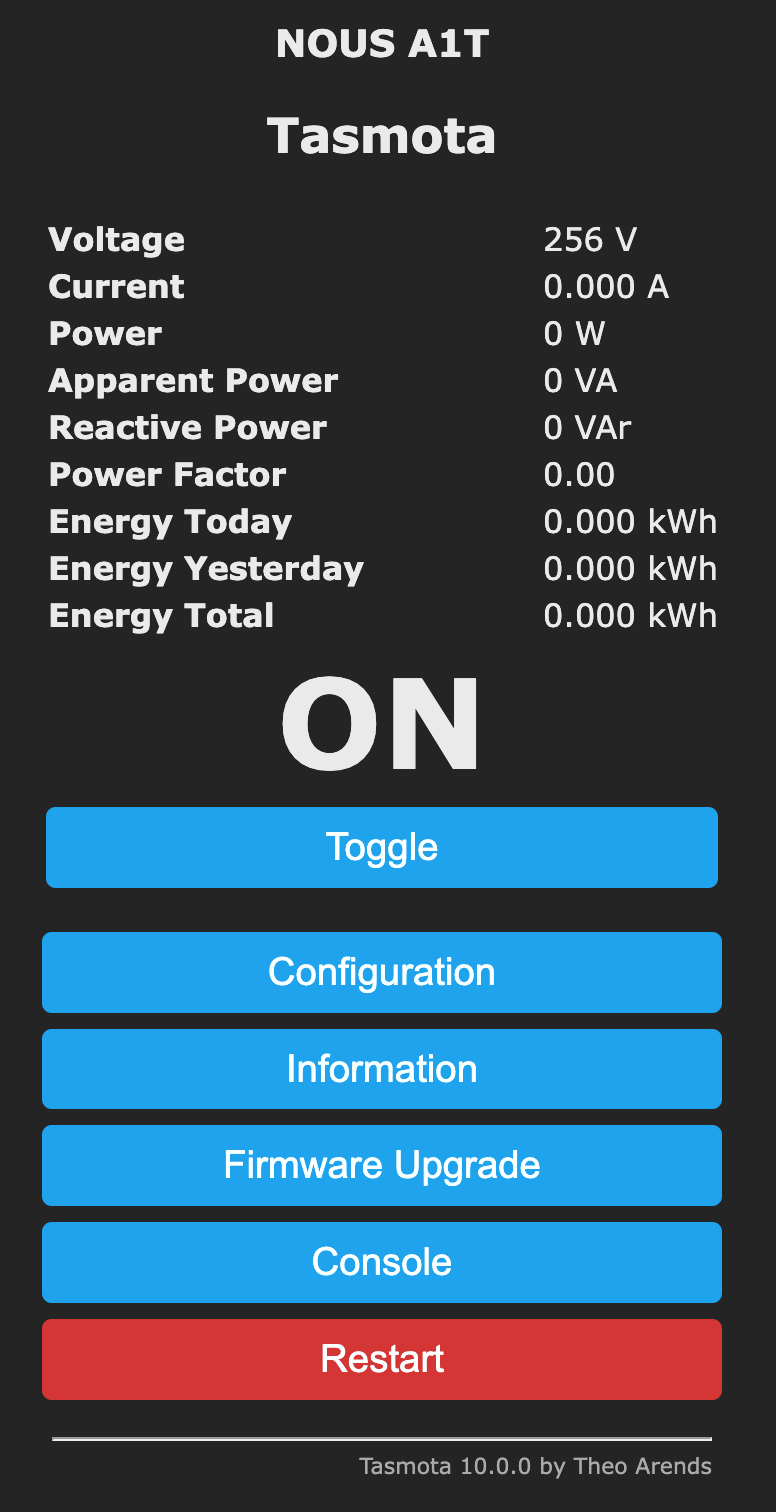 NOUS A1T
Tasmota
Voltage 256 V
Current 0.000 A
Power 0 W
Apparent Power 0 VA
Reactive Power 0 VAr
Power Factor 0.00
Energy Today 0.000 kWh
Energy Yesterday 0.000 kWh
Energy Total 0.000 kWh
ON
Toggle
Configuration
Information
Firmware Upgrade
Console
Restart
Tasmota 10.0.0 by Theo Arends